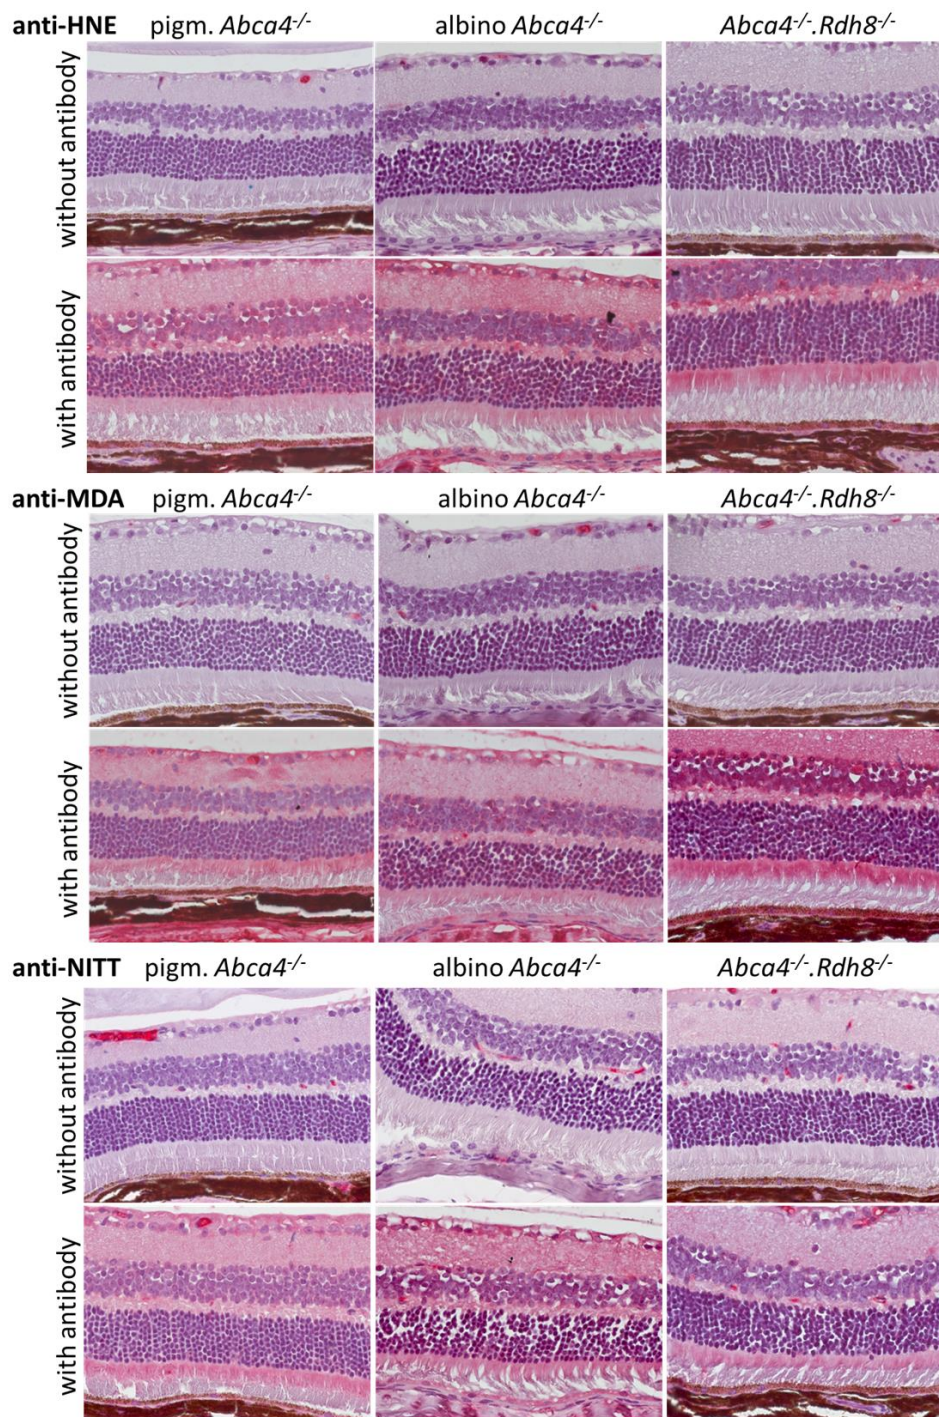 anti-HNE pigm. Abca4-/- albino Abca4-/- Abca4-/-.Rdh8-/-
without antibody
with antibody
anti-MDA pigm. Abca4-/- albino Abca4-/- Abca4-/-.Rdh8-/-
without antibody
with antibody
anti-NITT pigm. Abca4-/- albino Abca4-/- Abca4-/-.Rdh8-/-
without antibody
with antibody